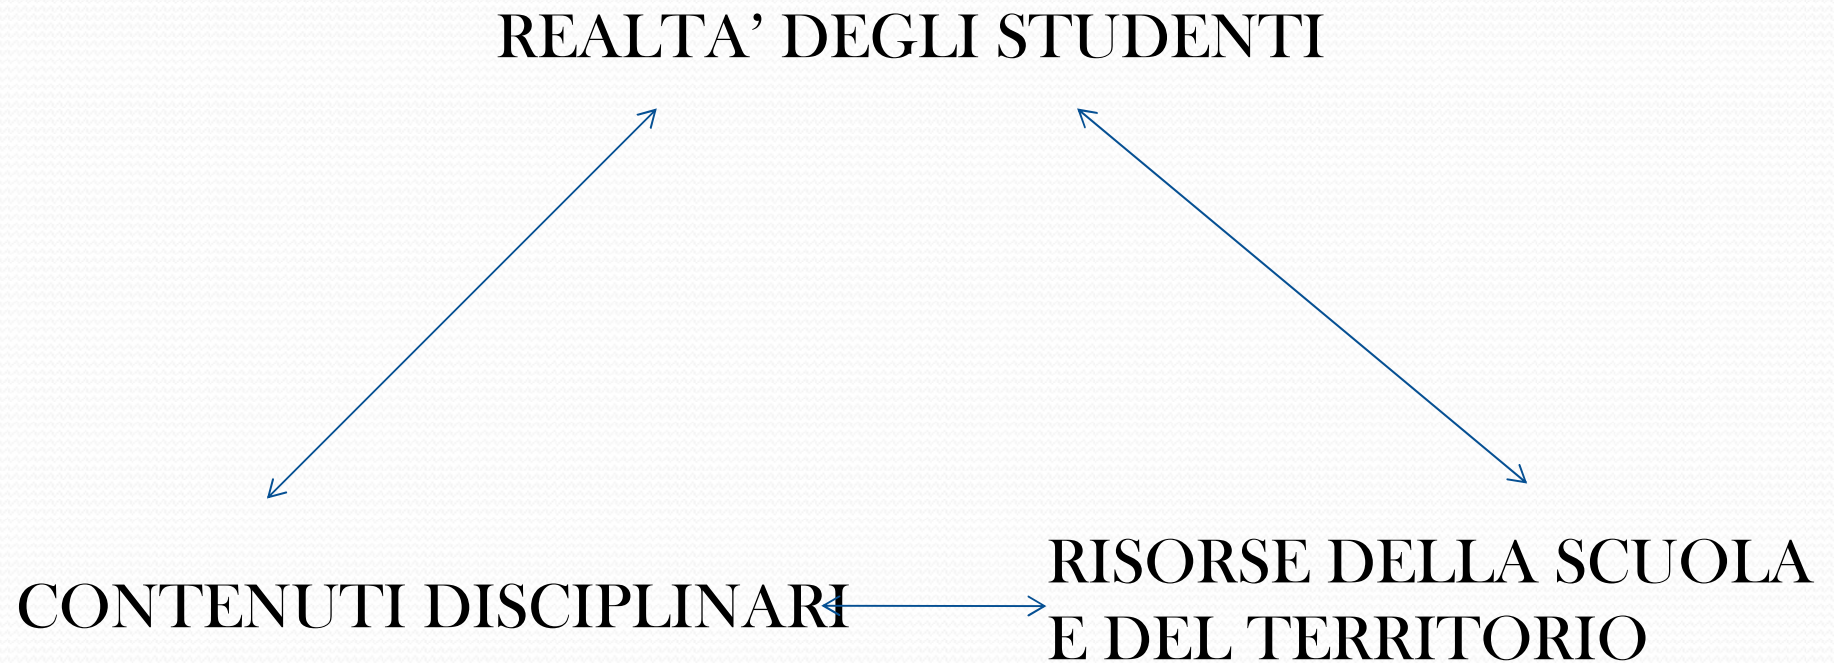 REALTA’ DEGLI STUDENTI
CONTENUTI DISCIPLINARI
RISORSE DELLA SCUOLA
E DEL TERRITORIO